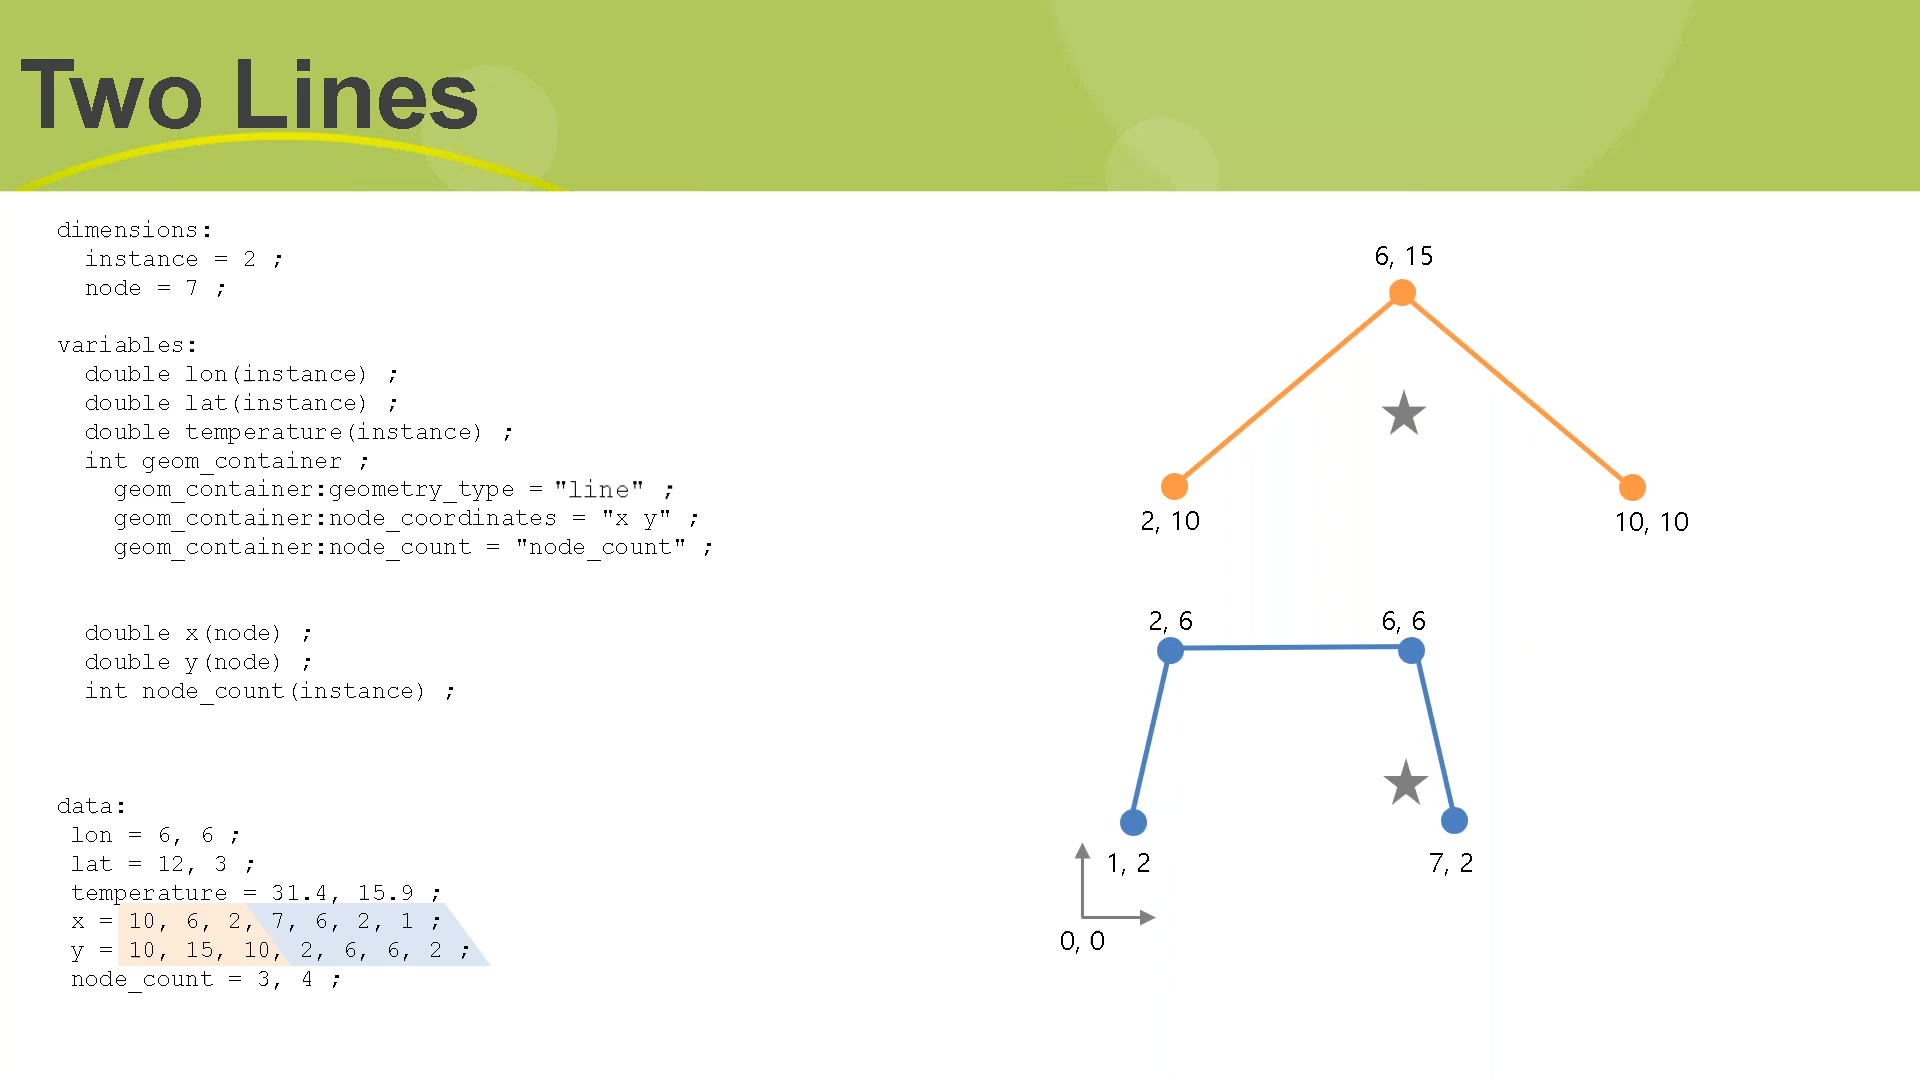 Two Lines
dimensions:
instance = 2 ;
node = 7 ;
variables:
double lon(instance) ;
double lat(instance) ;
double temperature(instance) ;
int geom_container ;
geom_container:geometry_type = "line" ;
geom_container:node_coordinates = "x y" ;
geom_container:node_count = "node_count" ;
double x(node) ;
double y(node) ;
int node_count(instance) ;
data:
lon = 6, 6 ;
lat = 12, 3 ;
temperature = 31.4, 15.9 ;
x = 10, 6, 2, 7, 6, 2, 1 ;
y = 10, 15, 10, 2, 6, 6, 2 ;
node_count = 3, 4 ;
6, 15
2, 10
10, 10
2, 6
6, 6
1, 2
7, 2
0, 0